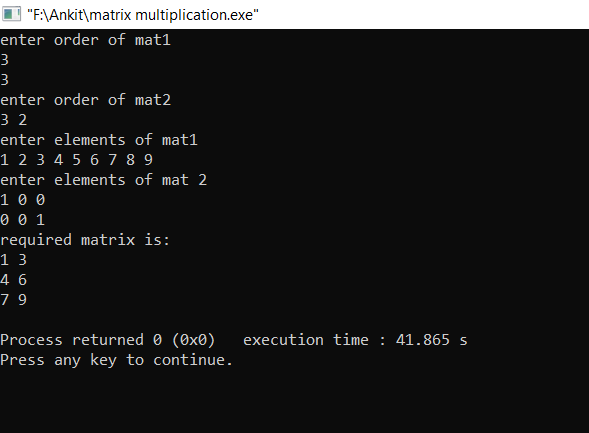 "F:\Ankit\matrix multiplication.exe"
enter order of mat1
3
3
enter order of mat2
3 2
enter elements of mat1
1 2 3 4 5 6 7 8 9
enter elements of mat 2
1 0 0
0 0 1
required matrix is:
1 3
4 6
7 9
Process returned 0 (0x0)   execution time : 41.865 s
Press any key to continue.